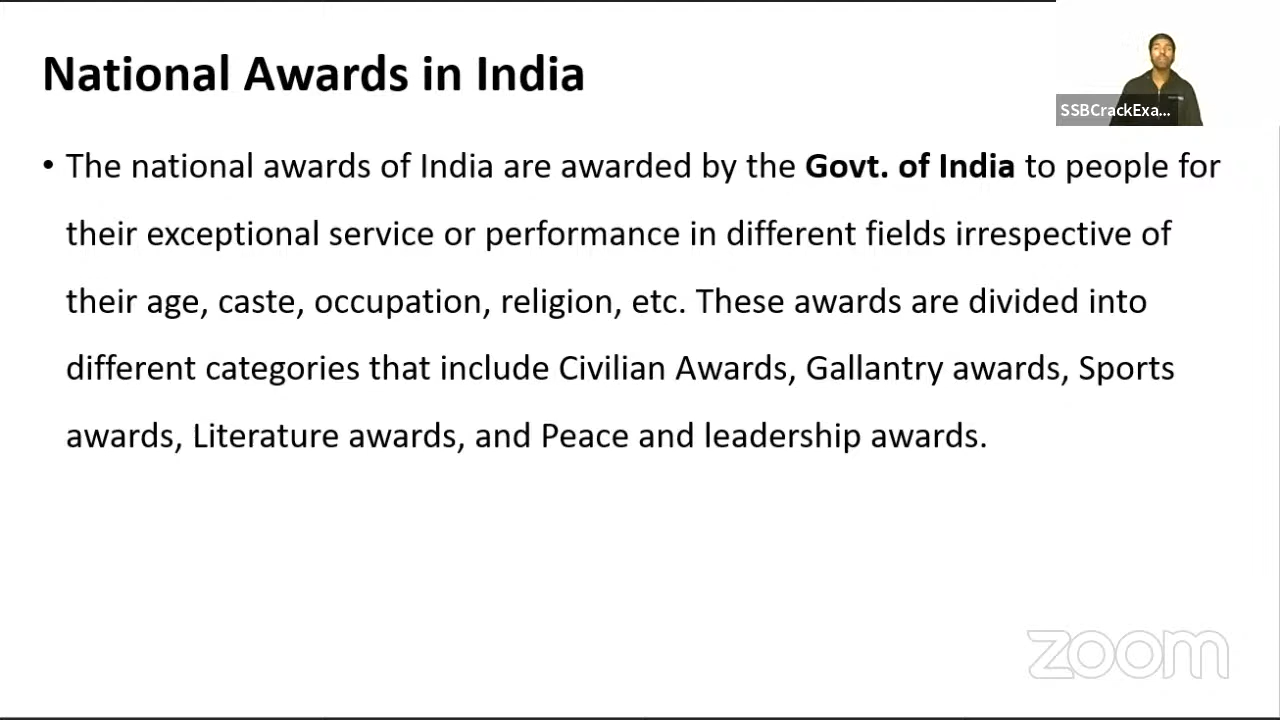 National Awards in India
SSBCrackExa...
• The national awards of India are awarded by the Govt. of India to people for
their exceptional service or performance in different fields irrespective of
their age, caste, occupation, religion, etc. These awards are divided into
different categories that include Civilian Awards, Gallantry awards, Sports
awards, Literature awards, and Peace and leadership awards.
zoom